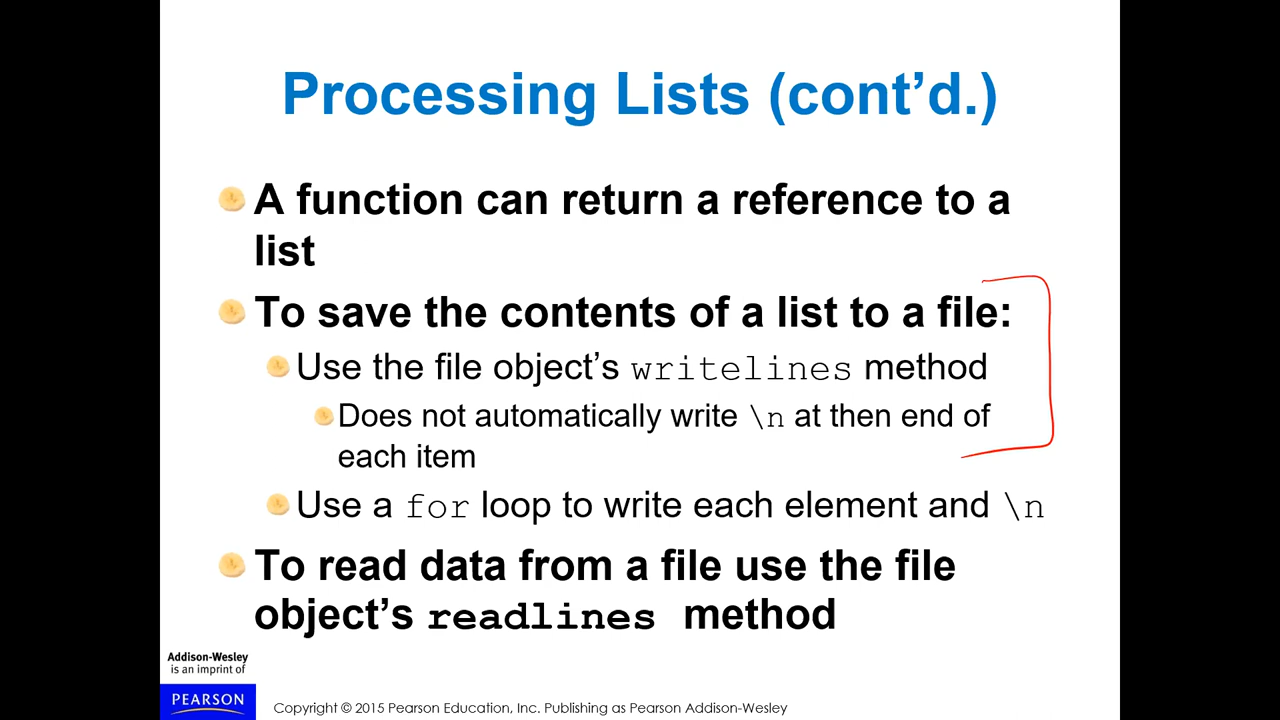 Processing Lists (cont’d.)
A function can return a reference to a
list
To save the contents of a list to a file:
Use the file object’s writelines method
Does not automatically write \n at then end of
each item
Use a for loop to write each element and \n
To read data from a file use the file
object’s readlines method
Addison-Wesley
is an imprint of
PEARSON
Copyright © 2015 Pearson Education, Inc. Publishing as Pearson Addison-Wesley